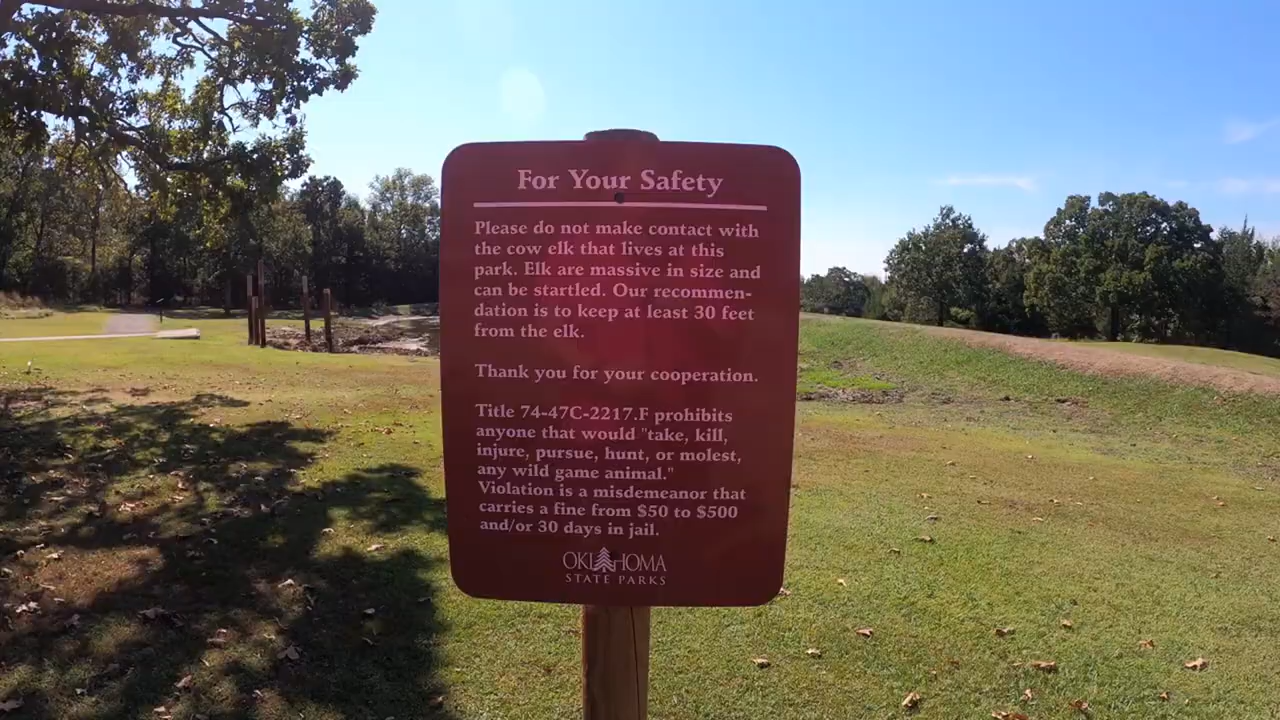 For Your Safety
Please do not make contact with
the cow elk that lives at this
park. Elk are massive in size and
can be startled. Our recommen-
dation is to keep at least 30 feet
from the elk.
Thank you for your cooperation.
Title 74-47C-2217.F prohibits
anyone that would "take, kill,
injure, pursue, hunt, or molest,
any wild game animal."
Violation is a misdemeanor that
carries a fine from $50 to $500
and/or 30 days in jail.
OKLAHOMA
STATE PARKS